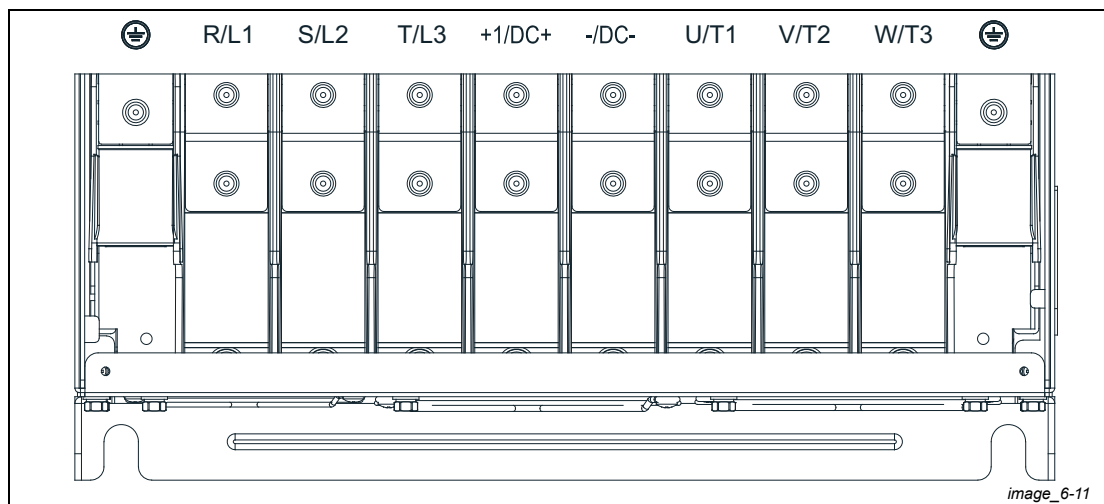 R/L1 S/L2 T/L3 +1/DC+ -/DC- U/T1 V/T2 W/T3
image_6-11